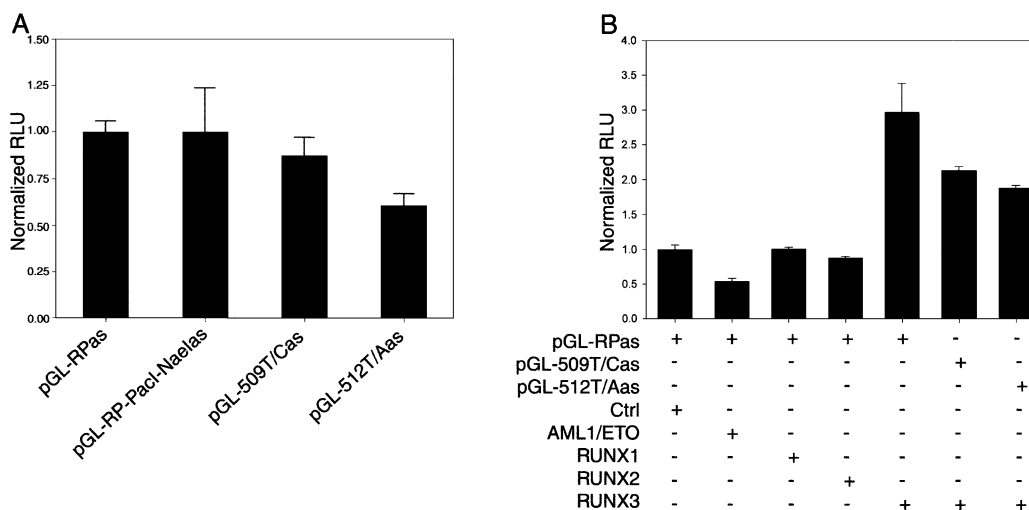 A
Normalized RLU
1.50
1.25
1.00
0.75
0.50
0.25
0.00
pGL-RPas
pGL-RP-PacI-NaeIas
pGL-509T/Cas
pGL-512T/Aas
B
Normalized RLU
4.0
3.5
3.0
2.5
2.0
1.5
1.0
0.5
0.0
pGL-RPas + + + + + - -
pGL-509T/Cas - - - - - + -
pGL-512T/Aas - - - - - - +
Ctrl + - - - - - -
AML1/ETO - + - - - - -
RUNX1 - - + - - - -
RUNX2 - - - + - - -
RUNX3 - - - - + + +